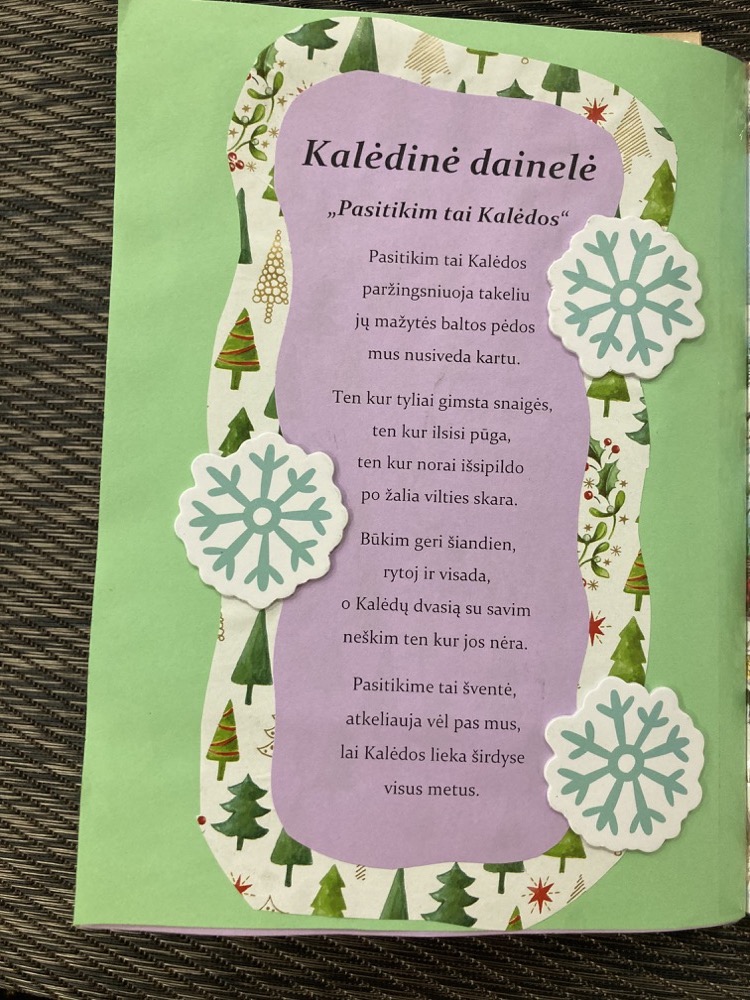 Kalėdinė dainelė
„Pasitikim tai Kalėdos“
Pasitikim tai Kalėdos
paržingsniuoja takeliu
jų mažytės baltos pėdos
mus nusiveda kartu.
Ten kur tyliai gimsta snaigės,
ten kur ilsisi pūga,
ten kur norai išsipildo
po žalia vilties skara.
Būkim geri šiandien,
rytoj ir visada,
o Kalėdų dvasią su savim
neškim ten kur jos nėra.
Pasitikime tai šventė,
atkeliauja vėl pas mus,
lai Kalėdos lieka širdyse
visus metus.